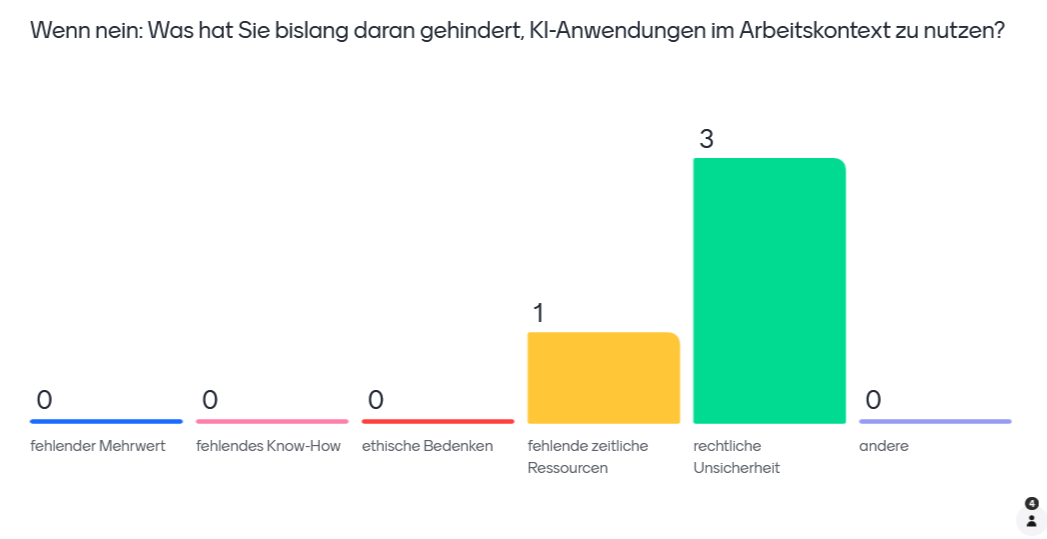 Wenn nein: Was hat Sie bislang daran gehindert, KI-Anwendungen im Arbeitskontext zu nutzen?
0
0
0
1
3
0
fehlender Mehrwert
fehlendes Know-How
ethische Bedenken
fehlende zeitliche
Ressourcen
rechtliche
Unsicherheit
andere
4